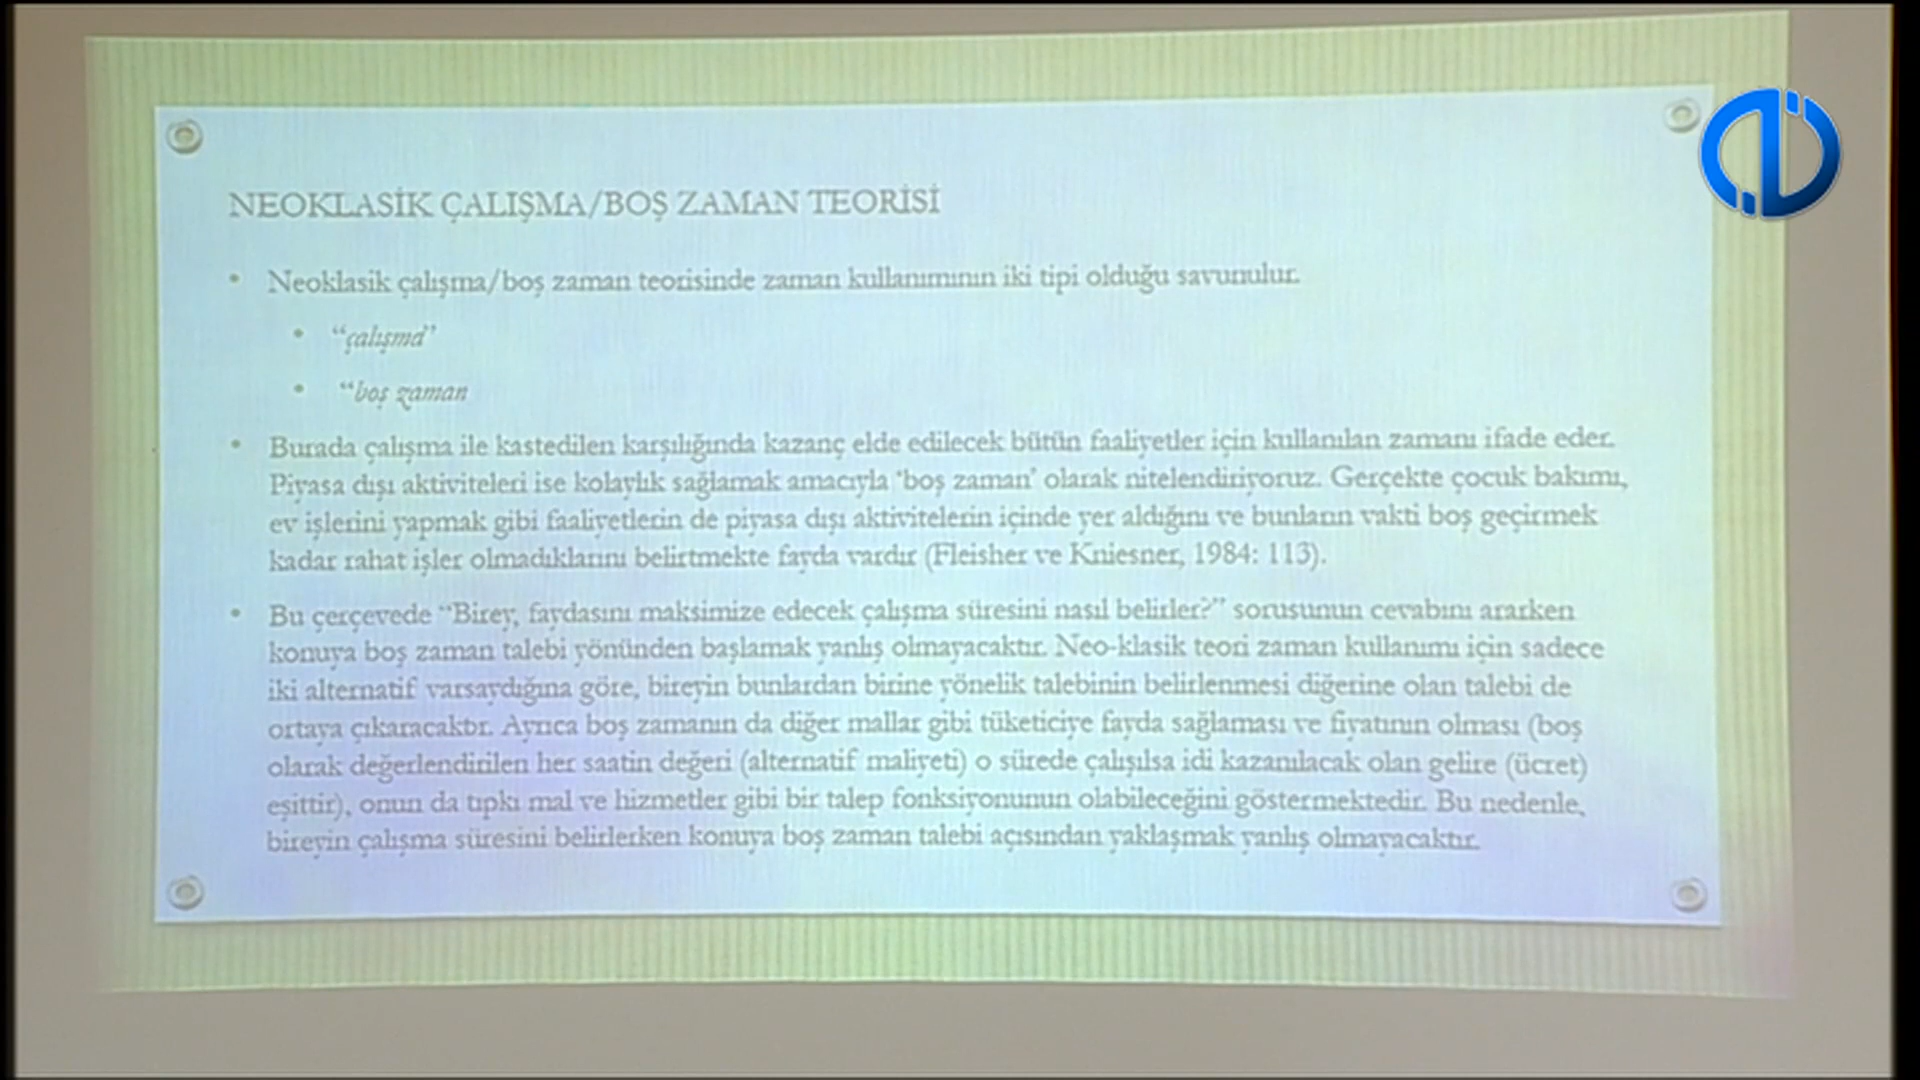 NEOKLASİK ÇALIŞMA/BOŞ ZAMAN TEORİSİ
• Neoklasik çalışma/boş zaman teorisinde zaman kullanımının iki tipi olduğu savunulur.
• “çalışma”
• “boş zaman
• Burada çalışma ile kastedilen karşılığında kazanç elde edilecek bütün faaliyetler için kullanılan zamanı ifade eder.
Piyasa dışı aktiviteleri ise kolaylık sağlamak amacıyla ‘boş zaman’ olarak nitelendiriyoruz. Gerçekte çocuk bakımı,
ev işlerini yapmak gibi faaliyetlerin de piyasa dışı aktivitelerin içinde yer aldığını ve bunların vakti boş geçirmek
kadar rahat işler olmadıklarını belirtmekte fayda vardır (Fleisher ve Kniesner, 1984: 113).
• Bu çerçevede “Birey, faydasını maksimize edecek çalışma süresini nasıl belirler?” sorusunun cevabını ararken
konuya boş zaman talebi yönünden başlamak yanlış olmayacaktır. Neo-klasik teori zaman kullanımı için sadece
iki alternatif varsaydığına göre, bireyin bunlardan birine yönelik talebinin belirlenmesi diğerine olan talebi de
ortaya çıkaracaktır. Ayrıca boş zamanın da diğer mallar gibi tüketiciye fayda sağlaması ve fiyatının olması (boş
olarak değerlendirilen her saatin değeri (alternatif maliyeti) o sürede çalışılsa idi kazanılacak olan gelire (ücret)
eşittir), onun da tıpkı mal ve hizmetler gibi bir talep fonksiyonunun olabileceğini göstermektedir. Bu nedenle,
bireyin çalışma süresini belirlerken konuya boş zaman talebi açısından yaklaşmak yanlış olmayacaktır.